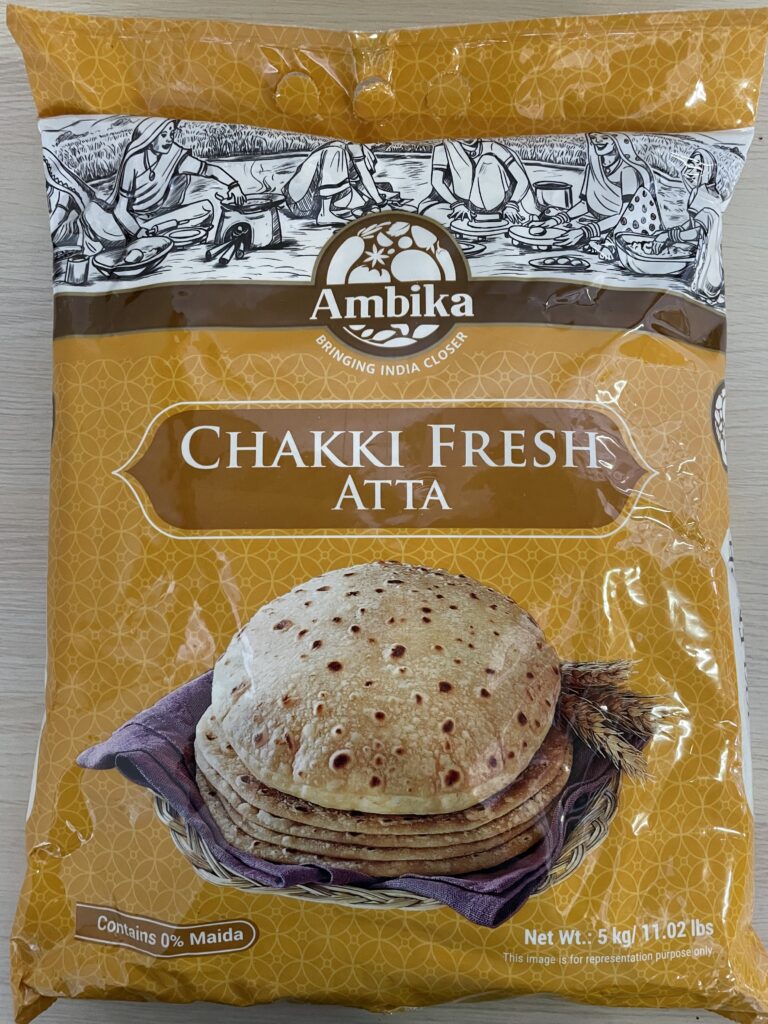 Ambika
BRINGING INDIA CLOSER
CHAKKI FRESH
ATTA
Contains 0% Maida
Net Wt.: 5 kg/ 11.02 lbs
This image is for representation purpose only